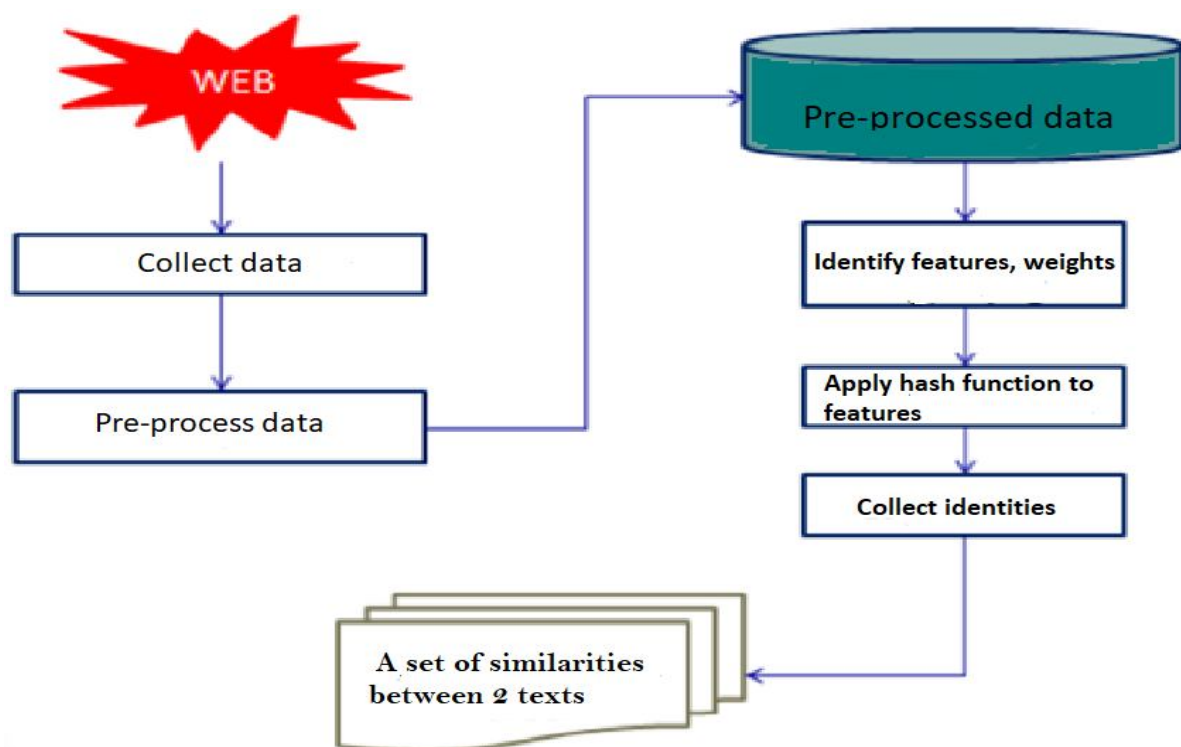 WEB
Collect data
Pre-process data
Pre-processed data
Identify features, weights
Apply hash function to
features
Collect identities
A set of similarities
between 2 texts